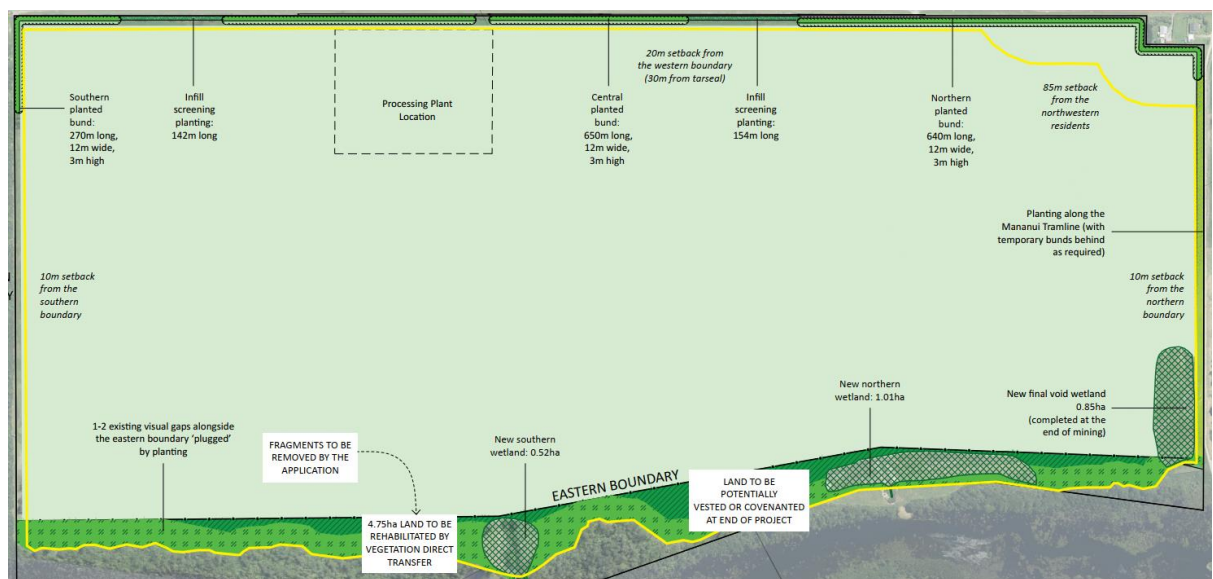 20m setback from
the western boundary
(30m from tarseal)
Southern
planted
bund:
270m long,
12m wide,
3m high
Infill
screening
planting:
142m long
Processing Plant
Location
Central
planted
bund:
650m long,
12m wide,
3m high
Infill
screening
planting:
154m long
Northern
planted
bund:
640m long,
12m wide,
3m high
85m setback
from the
northwestern
residents
Planting along the
Mananui Tramline (with
temporary bunds behind
as required)
10m setback
from the
southern
boundary
10m setback
from the
northern
boundary
1-2 existing visual gaps alongside
the eastern boundary 'plugged'
by planting
FRAGMENTS TO BE
REMOVED BY THE
APPLICATION
New southern
wetland: 0.52ha
New northern
wetland: 1.01ha
New final void wetland
0.85ha
(completed at the
end of mining)
EASTERN BOUNDARY
LAND TO BE
POTENTIALLY
VESTED OR COVENANTED
AT END OF PROJECT
4.75ha LAND TO BE
REHABILITATED BY
VEGETATION DIRECT
TRANSFER